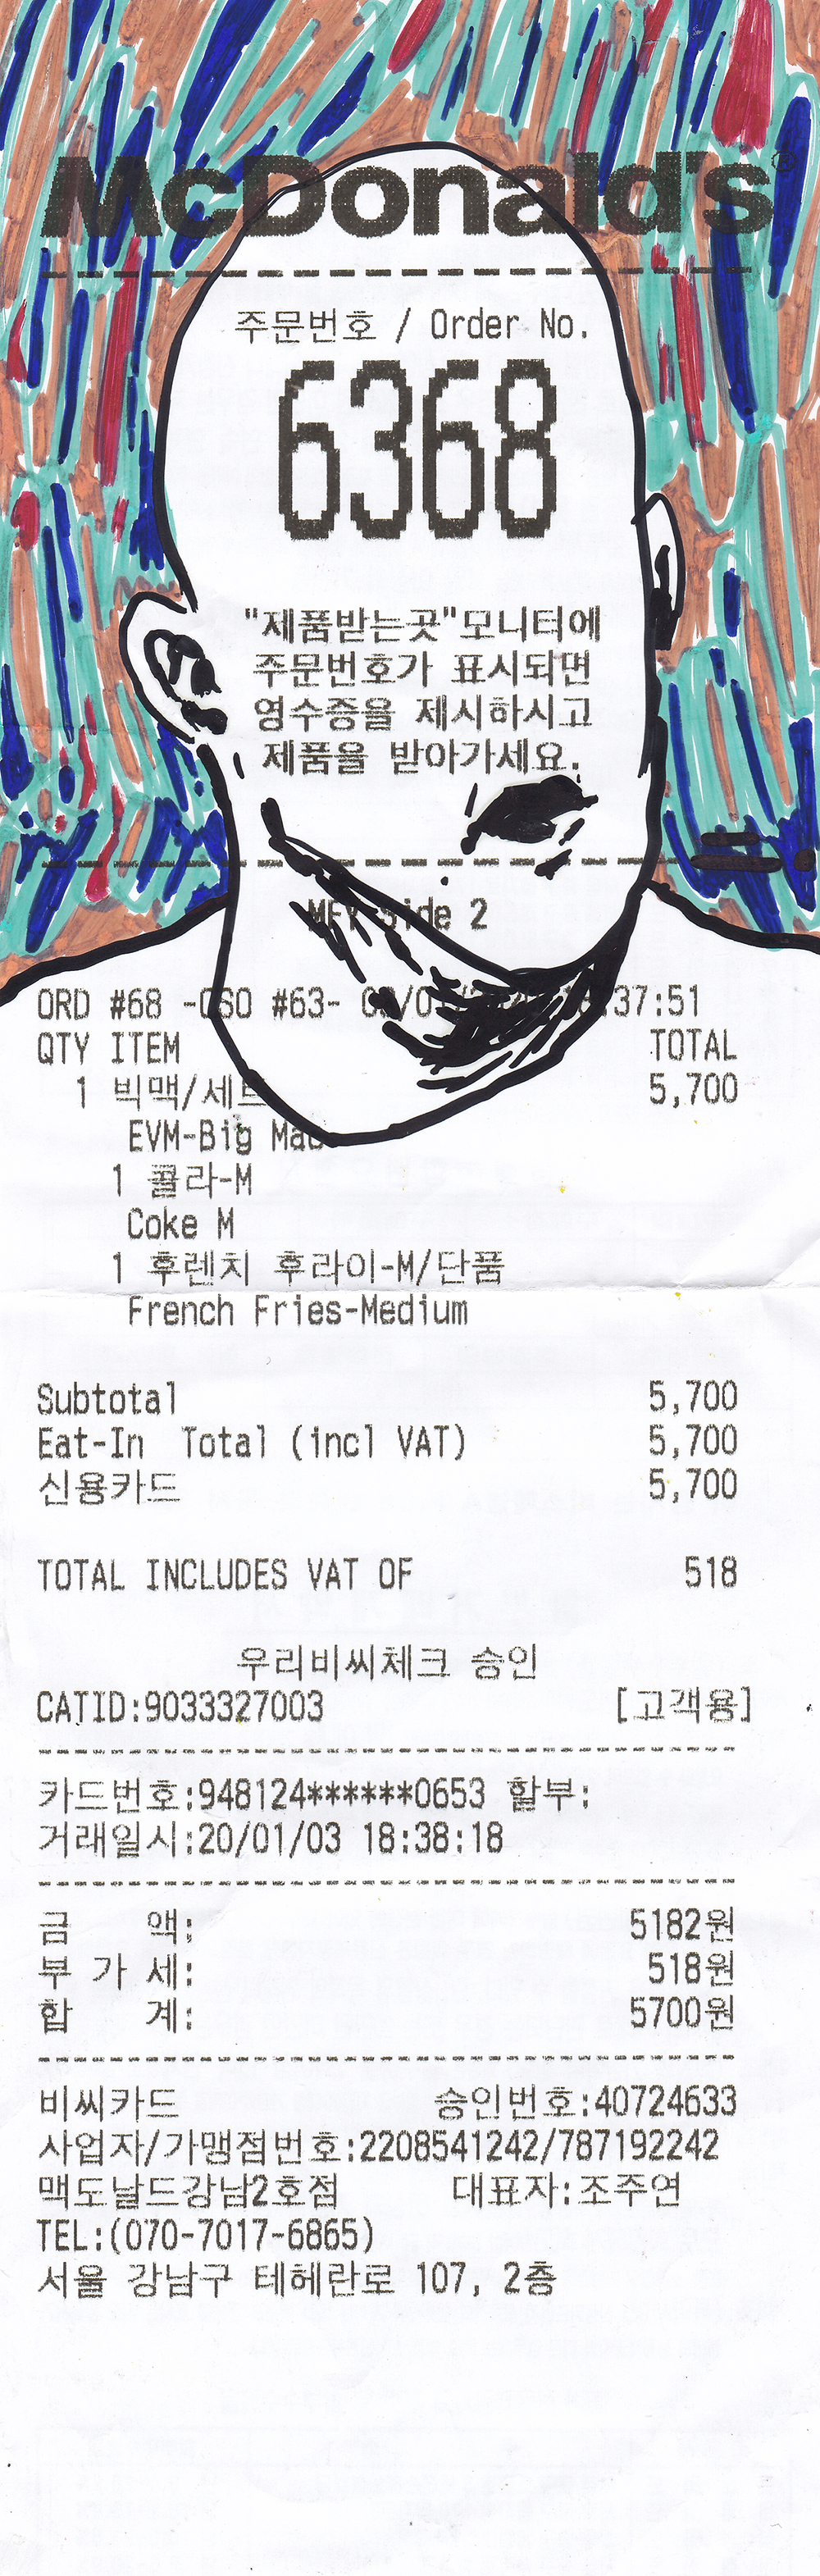 McDonald's®
주문번호 / Order No.
6368
"제품받는곳"모니터에
주문번호가 표시되면
영수증을 제시하시고
제품을 받아가세요.
Side 2
ORD #68 -CSO #63- 18:37:51
QTY ITEM TOTAL
1 빅맥/세트 5,700
EVM-Big Mac
1 콜라-M
Coke M
1 후렌치 후라이-M/단품
French Fries-Medium
Subtotal 5,700
Eat-In Total (incl VAT) 5,700
신용카드 5,700
TOTAL INCLUDES VAT OF 518
우리비씨체크 승인
CATID:9033327003 [고객용]
카드번호:948124******0653 할부:
거래일시:20/01/03 18:38:18
금 액: 5182원
부 가 세: 518원
합 계: 5700원
비씨카드 승인번호:40724633
사업자/가맹점번호:2208541242/787192242
맥도날드강남2호점 대표자:조주연
TEL:(070-7017-6865)
서울 강남구 테헤란로 107, 2층